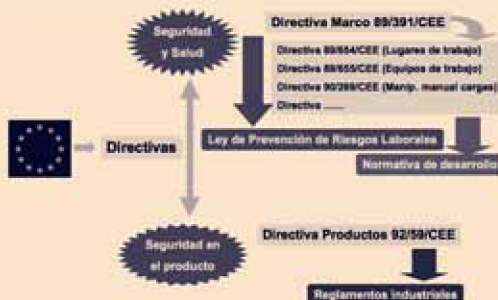 Directiva Marco 89/391/CEE
Seguridad
y Salud
Directiva 89/654/CEE (Lugares de trabajo)
Directiva 89/655/CEE (Equipos de trabajo)
Directiva 90/269/CEE (Manip. manual cargas)
Directiva ......
Directivas
Ley de Prevención de Riesgos Laborales
Normativa de desarrollo
Seguridad en
el producto
Directiva Productos 92/59/CEE
Reglamentos industriales